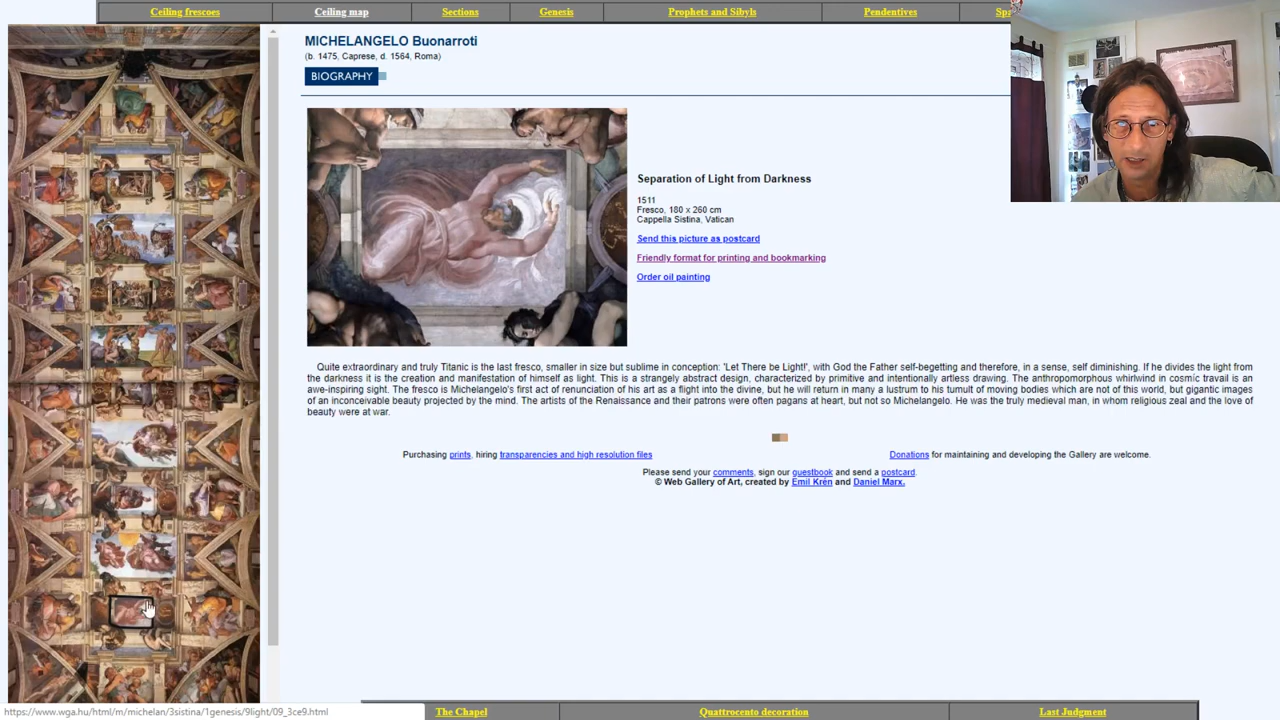 Ceiling frescoes
Ceiling map
Sections
Genesis
Prophets and Sibyls
Pendentives
MICHELANGELO Buonarroti
(b. 1475, Caprese, d. 1564, Roma)
BIOGRAPHY
Separation of Light from Darkness
1511
Fresco, 180 x 260 cm
Cappella Sistina, Vatican
Send this picture as postcard
Friendly format for printing and bookmarking
Order oil painting
Quite extraordinary and truly Titanic is the last fresco, smaller in size but sublime in conception: 'Let There be Light!', with God the Father self-begetting and therefore, in a sense, self diminishing. If he divides the light from
the darkness it is the creation and manifestation of himself as light. This is a strangely abstract design, characterized by primitive and intentionally artless drawing. The anthropomorphous whirlwind in cosmic travail is an
awe-inspiring sight. The fresco is Michelangelo's first act of renunciation of his art as a flight into the divine, but he will return in many a lustrum to his tumult of moving bodies which are not of this world, but gigantic images
of an inconceivable beauty projected by the mind. The artists of the Renaissance and their patrons were often pagans at heart, but not so Michelangelo. He was the truly medieval man, in whom religious zeal and the love of
beauty were at war.
Purchasing prints, hiring transparencies and high resolution files
Donations for maintaining and developing the Gallery are welcome.
Please send your comments, sign our guestbook and send a postcard.
© Web Gallery of Art, created by Emil Krén and Daniel Marx.
https://www.wga.hu/html/m/michelan/3sistina/1genesis/9light/09_3ce9.html
The Chapel
Quattrocento decoration
Last Judgment